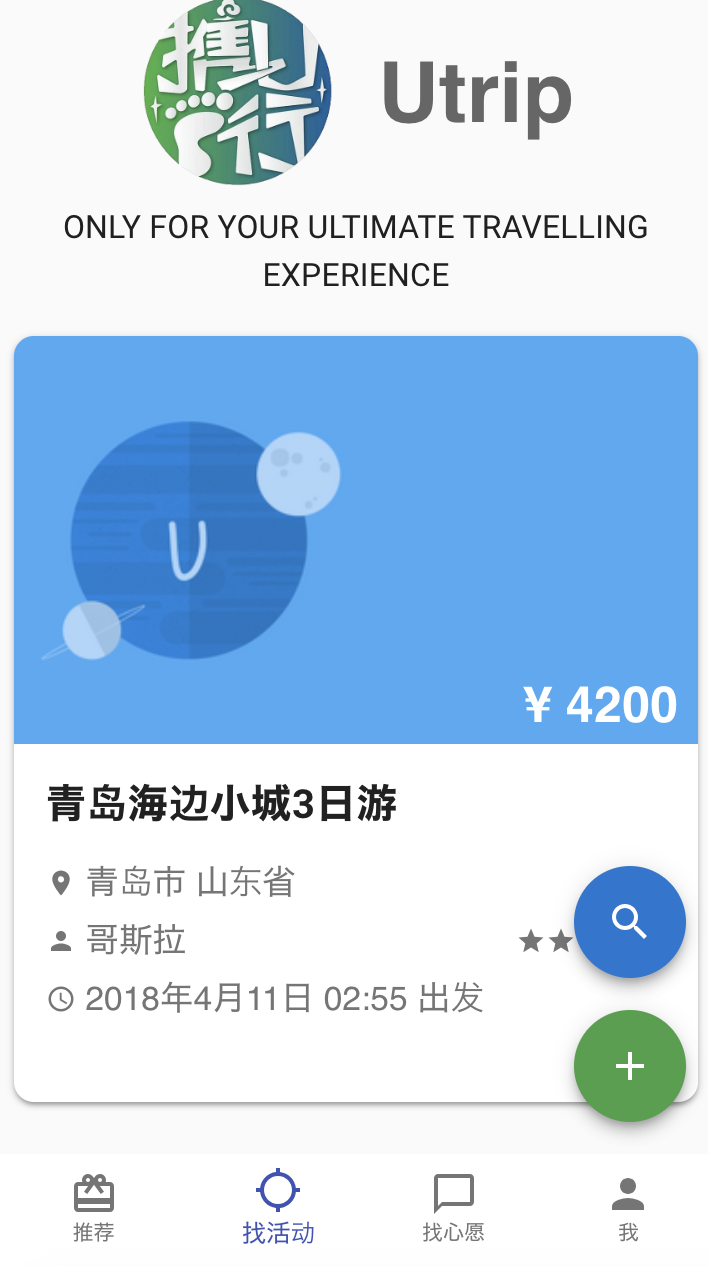 携U行
Utrip
ONLY FOR YOUR ULTIMATE TRAVELLING
EXPERIENCE
U
¥ 4200
青岛海边小城3日游
青岛市 山东省
哥斯拉
2018年4月11日 02:55 出发
推荐
找活动
找心愿
我